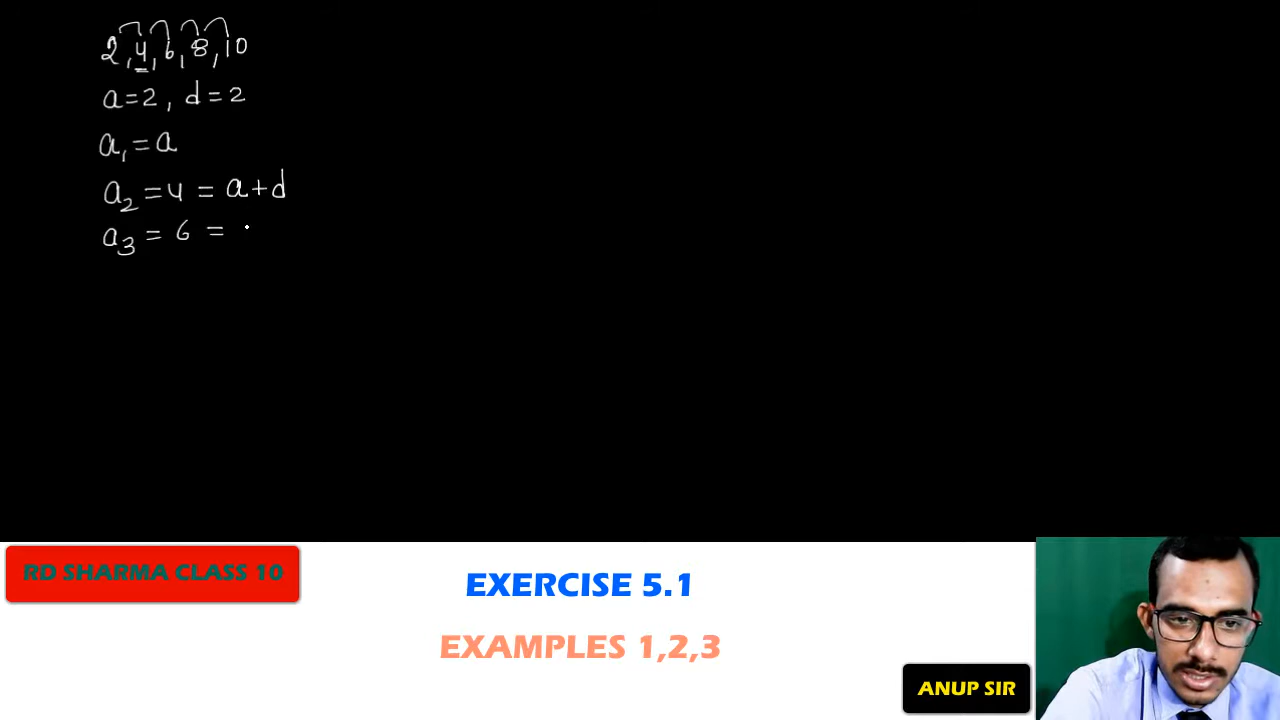 2, 4, 6, 8, 10
a=2, d=2
a₁ = a
a₂ = 4 = a+d
a₃ = 6 =
RD SHARMA CLASS 10
EXERCISE 5.1
EXAMPLES 1,2,3
ANUP SIR